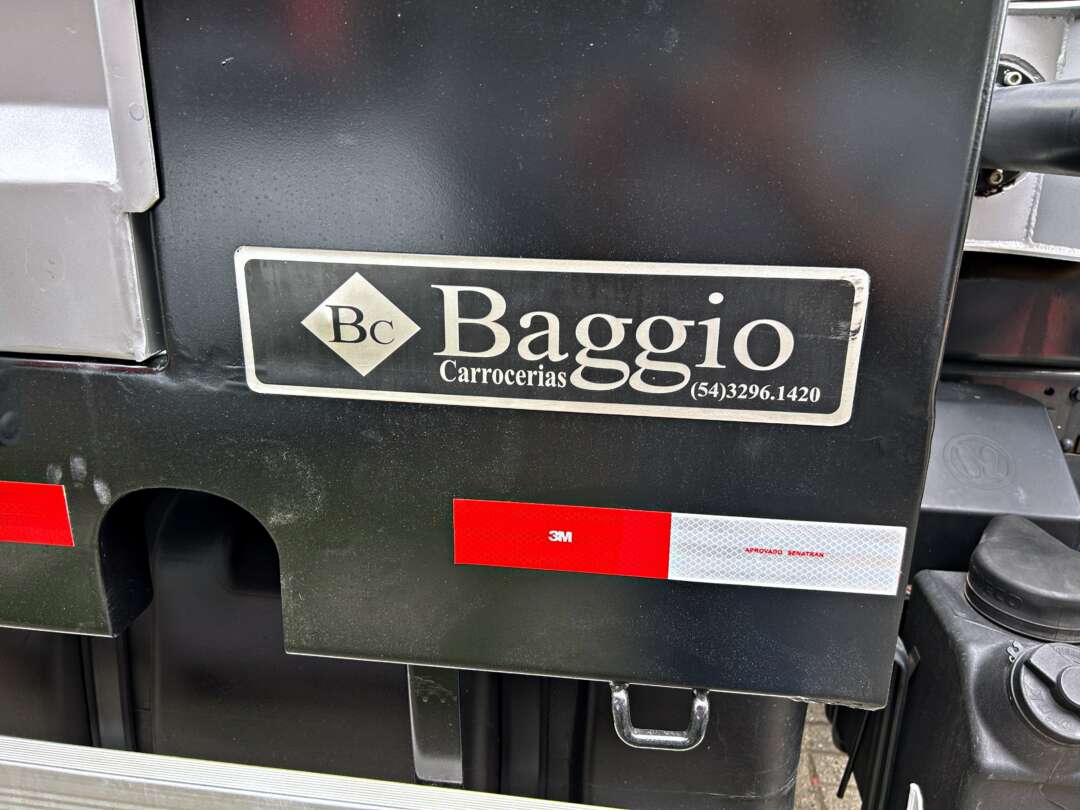 Bc Baggio
Carrocerias (54)3296.1420
3M
APROVADO SENATRAN